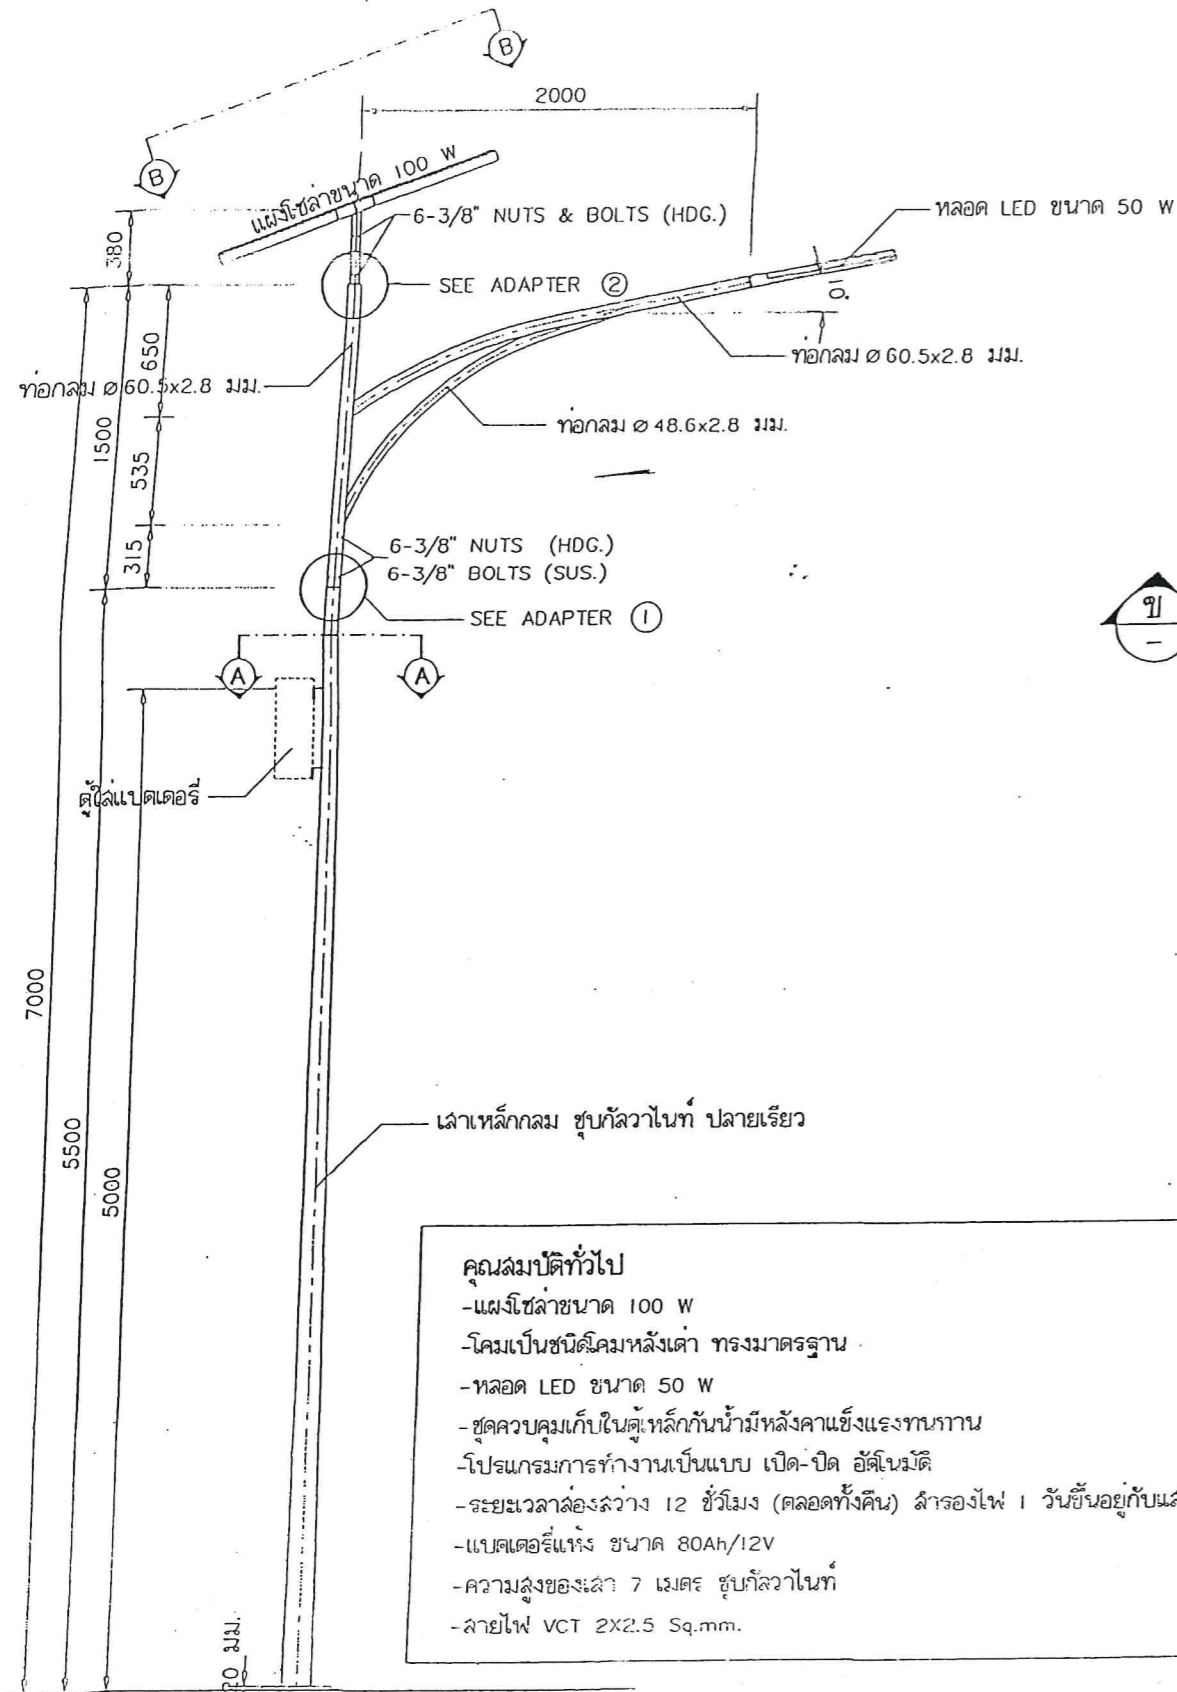 B
B
2000
แผงโซล่าขนาด 100 W
6-3/8" NUTS & BOLTS (HDG.)
หลอด LED ขนาด 50 W
380
SEE ADAPTER 2
10°
650
ท่อกลม ø 60.5x2.8 มม.
ท่อกลม ø 60.5x2.8 มม.
ท่อกลม ø 48.6x2.8 มม.
1500
535
315
6-3/8" NUTS (HDG.)
6-3/8" BOLTS (SUS.)
SEE ADAPTER 1
ข
-
A
A
ตู้ใส่แบตเตอรี่
7000
5500
5000
เสาเหล็กกลม ชุบกัลวาไนท์ ปลายเรียว
คุณสมบัติทั่วไป
-แผงโซล่าขนาด 100 W
-โคมเป็นชนิดโคมหลังเต่า ทรงมาตรฐาน
-หลอด LED ขนาด 50 W
-ชุดควบคุมเก็บในตู้เหล็กกันน้ำมีหลังคาแข็งแรงทนทาน
-โปรแกรมการทำงานเป็นแบบ เปิด-ปิด อัตโนมัติ
-ระยะเวลาส่องสว่าง 12 ชั่วโมง (ตลอดทั้งคืน) สำรองไฟ 1 วันขึ้นอยู่กับแส
-แบตเตอรี่แห้ง ขนาด 80Ah/12V
-ความสูงของเสา 7 เมตร ชุบกัลวาไนท์
-สายไฟ VCT 2X2.5 Sq.mm.
มม.